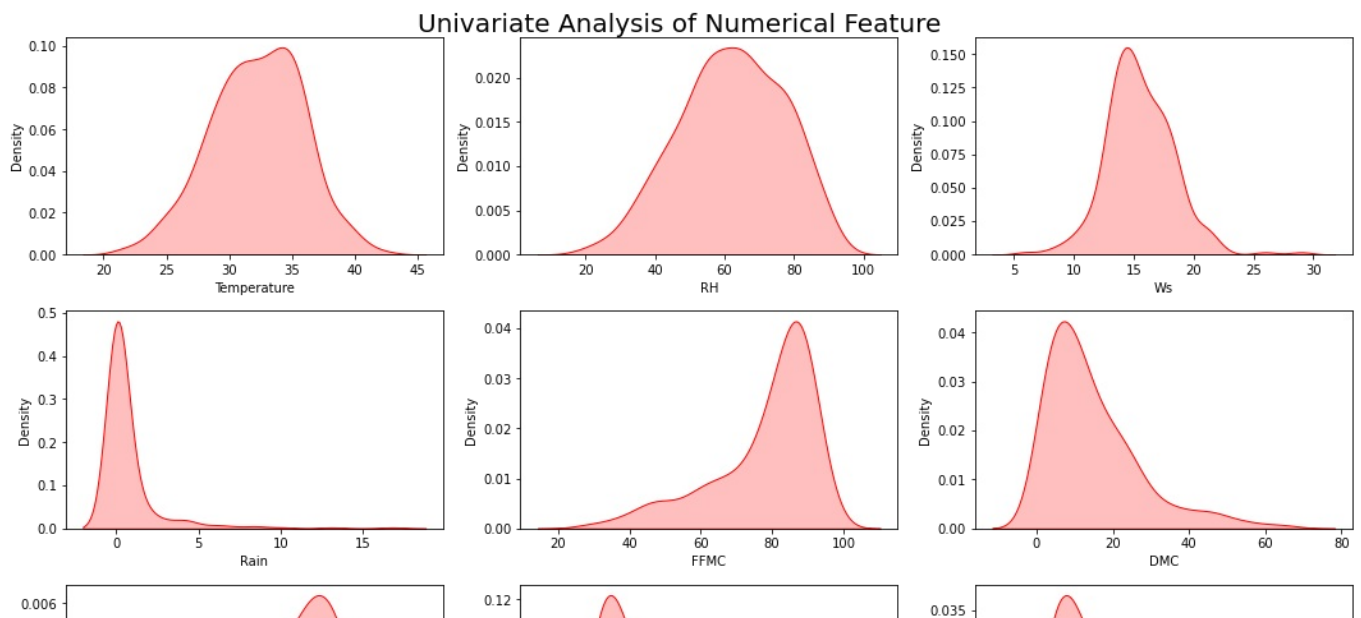 Univariate Analysis of Numerical Feature
0.10
0.08
0.06
0.04
0.02
0.00
Density
20 25 30 35 40 45
Temperature
0.020
0.015
0.010
0.005
0.000
Density
20 40 60 80 100
RH
0.150
0.125
0.100
0.075
0.050
0.025
0.000
Density
5 10 15 20 25 30
Ws
0.5
0.4
0.3
0.2
0.1
0.0
Density
0 5 10 15
Rain
0.04
0.03
0.02
0.01
0.00
Density
20 40 60 80 100
FFMC
0.04
0.03
0.02
0.01
0.00
Density
0 20 40 60 80
DMC
0.006
0.12
0.035